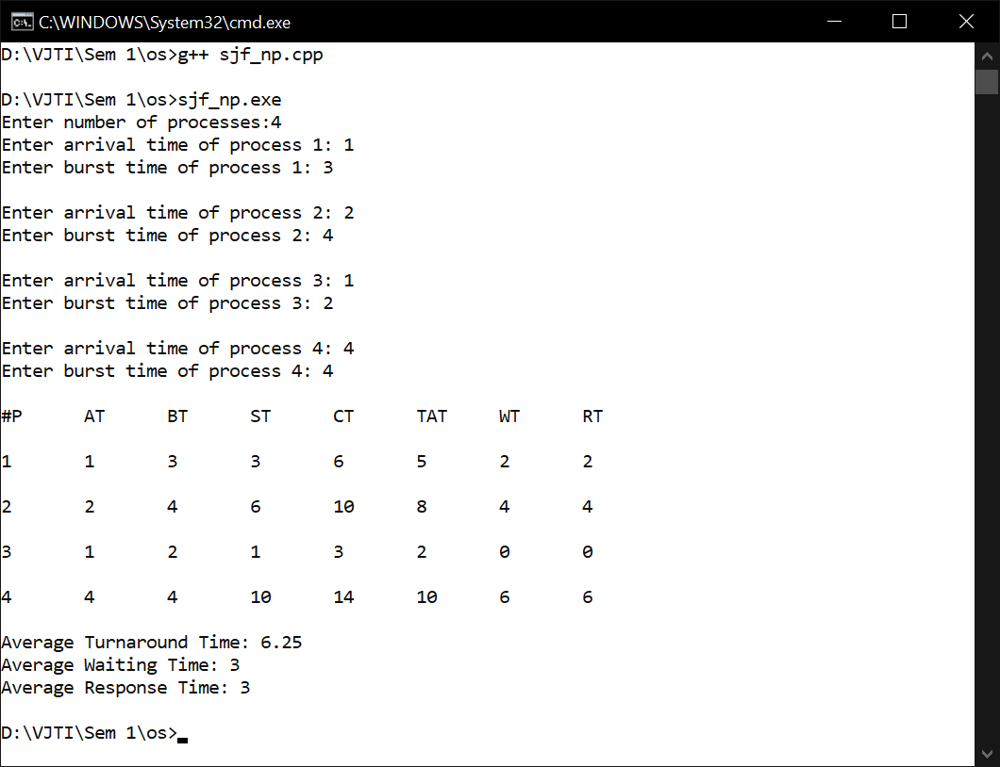 C:\WINDOWS\System32\cmd.exe
D:\VJTI\Sem 1\os>g++ sjf_np.cpp
D:\VJTI\Sem 1\os>sjf_np.exe
Enter number of processes:4
Enter arrival time of process 1: 1
Enter burst time of process 1: 3
Enter arrival time of process 2: 2
Enter burst time of process 2: 4
Enter arrival time of process 3: 1
Enter burst time of process 3: 2
Enter arrival time of process 4: 4
Enter burst time of process 4: 4
#P AT BT ST CT TAT WT RT
1 1 3 3 6 5 2 2
2 2 4 6 10 8 4 4
3 1 2 1 3 2 0 0
4 4 4 10 14 10 6 6
Average Turnaround Time: 6.25
Average Waiting Time: 3
Average Response Time: 3
D:\VJTI\Sem 1\os>